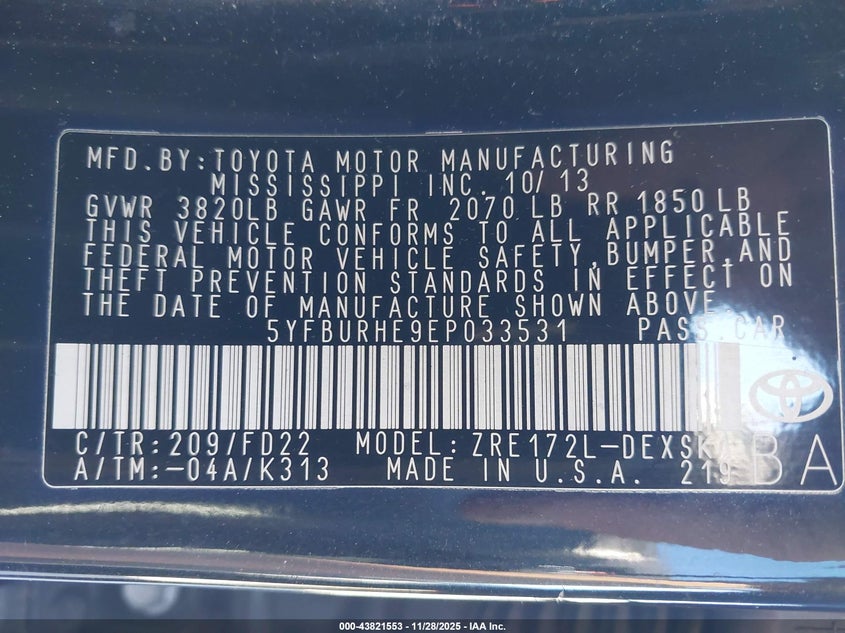 MFD.BY:TOYOTA MOTOR MANUFACTURING
MISSISSIPPI INC. 10/13
GVWR 3820LB GAWR FR 2070 LB RR 1850 LB
THIS VEHICLE CONFORMS TO ALL APPLICABLE
FEDERAL MOTOR VEHICLE SAFETY,BUMPER,AND
THEFT PREVENTION STANDARDS IN EFFECT ON
THE DATE OF MANUFACTURE SHOWN ABOVE.
5YFBURHE9EP033531 PASS.CAR
C/TR:209/FD22 MODEL:ZRE172L-DEXSKA
A/TM:-04A/K313 MADE IN U.S.A. 219 BA
000-43821553 - 11/28/2025 - IAA Inc.